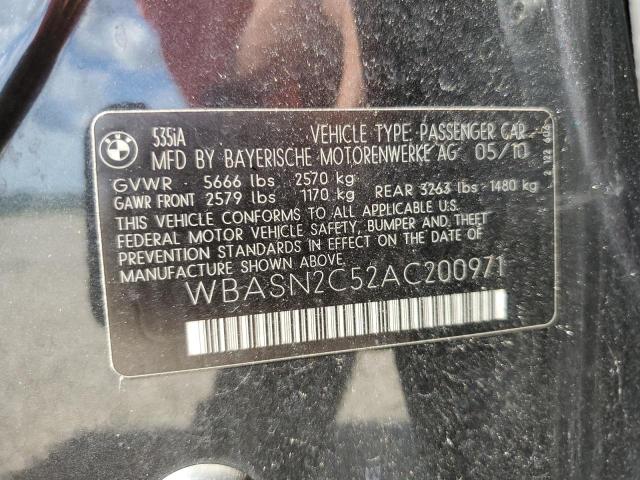 BMW
535iA
VEHICLE TYPE: PASSENGER CAR
MFD BY BAYERISCHE MOTORENWERKE AG 05/10
GVWR 5666 lbs 2570 kg
GAWR FRONT 2579 lbs 1170 kg REAR 3263 lbs 1480 kg
THIS VEHICLE CONFORMS TO ALL APPLICABLE U.S.
FEDERAL MOTOR VEHICLE SAFETY, BUMPER AND THEFT
PREVENTION STANDARDS IN EFFECT ON THE DATE OF
MANUFACTURE SHOWN ABOVE.
WBASN2C52AC200971